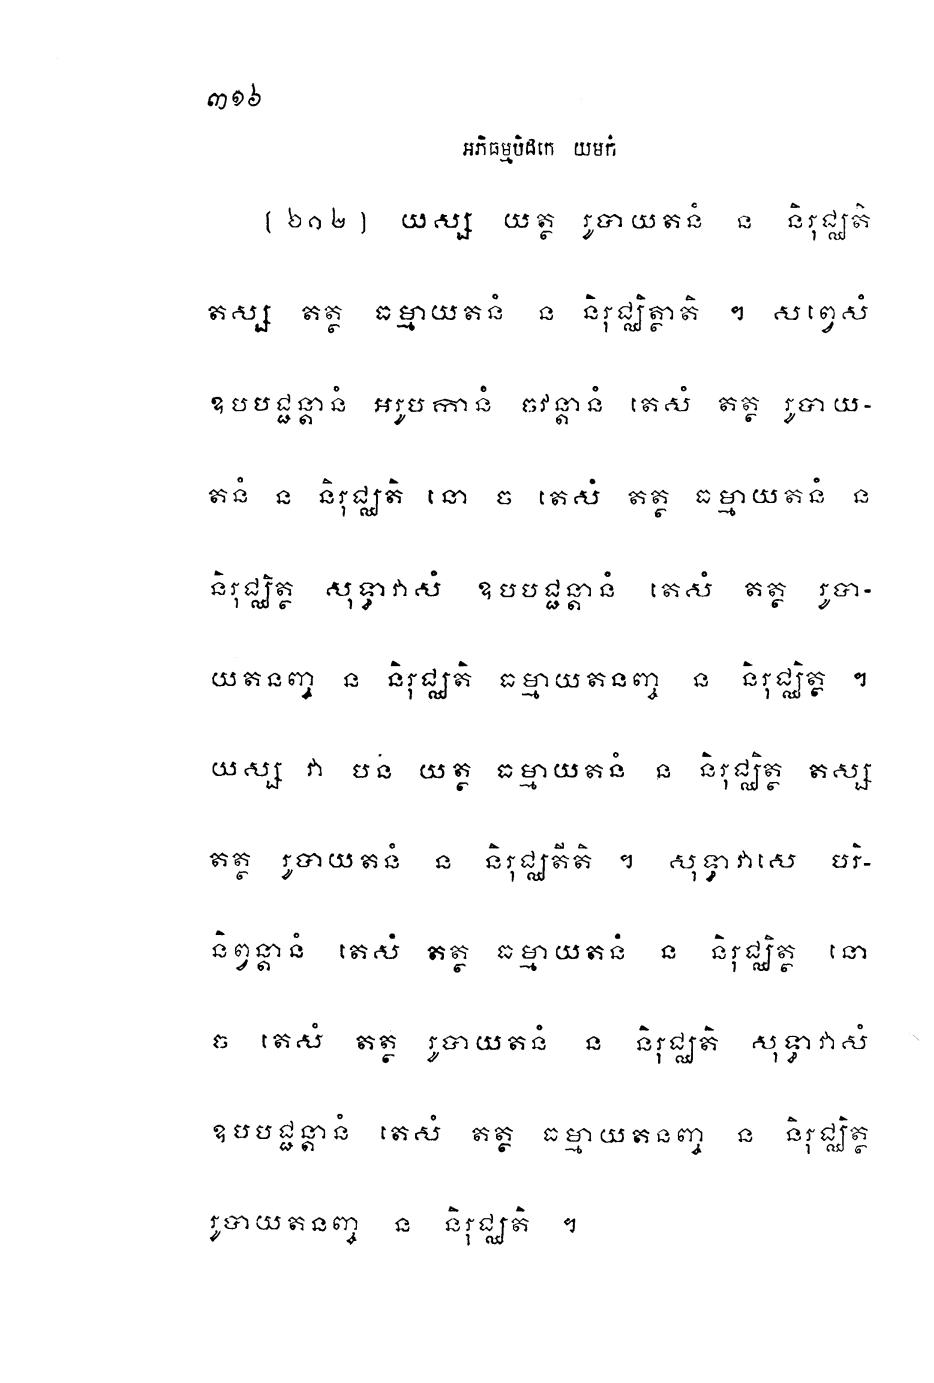 ៣១៦
អភិធម្មបិដកេ យមកំ
[ ៦១២ ] យស្ស យត្ថ រូបាយតនំ ន និរុជ្ឈតិ
តស្ស តត្ថ ធម្មាយតនំ ន និរុជ្ឈិត្ថាតិ ។ សព្វេសំ
ឧបបជ្ជន្តានំ អរូបកានំ ចវន្តានំ តេសំ តត្ថ រូបាយ-
តនំ ន និរុជ្ឈតិ នោ ច តេសំ តត្ថ ធម្មាយតនំ ន
និរុជ្ឈិត្ថ សុទ្ធាវាសំ ឧបបជ្ជន្តានំ តេសំ តត្ថ រូបា-
យតនញ្ច ន និរុជ្ឈតិ ធម្មាយតនញ្ច ន និរុជ្ឈិត្ថ ។
យស្ស វា បន យត្ថ ធម្មាយតនំ ន និរុជ្ឈិត្ថ តស្ស
តត្ថ រូបាយតនំ ន និរុជ្ឈតីតិ ។ សុទ្ធាវាសេ បរិ-
និព្វន្តានំ តេសំ តត្ថ ធម្មាយតនំ ន និរុជ្ឈិត្ថ នោ
ច តេសំ តត្ថ រូបាយតនំ ន និរុជ្ឈតិ សុទ្ធាវាសំ
ឧបបជ្ជន្តានំ តេសំ តត្ថ ធម្មាយតនញ្ច ន និរុជ្ឈិត្ថ
រូបាយតនញ្ច ន និរុជ្ឈតិ ។